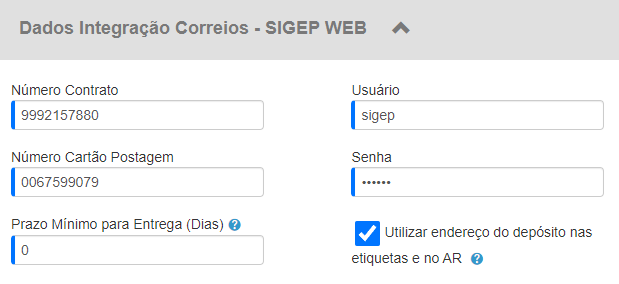 Dados Integração Correios - SIGEP WEB
Número Contrato
9992157880
Usuário
sigep
Número Cartão Postagem
0067599079
Senha
••••••
Prazo Mínimo para Entrega (Dias) ?
0
Utilizar endereço do depósito nas
etiquetas e no AR ?